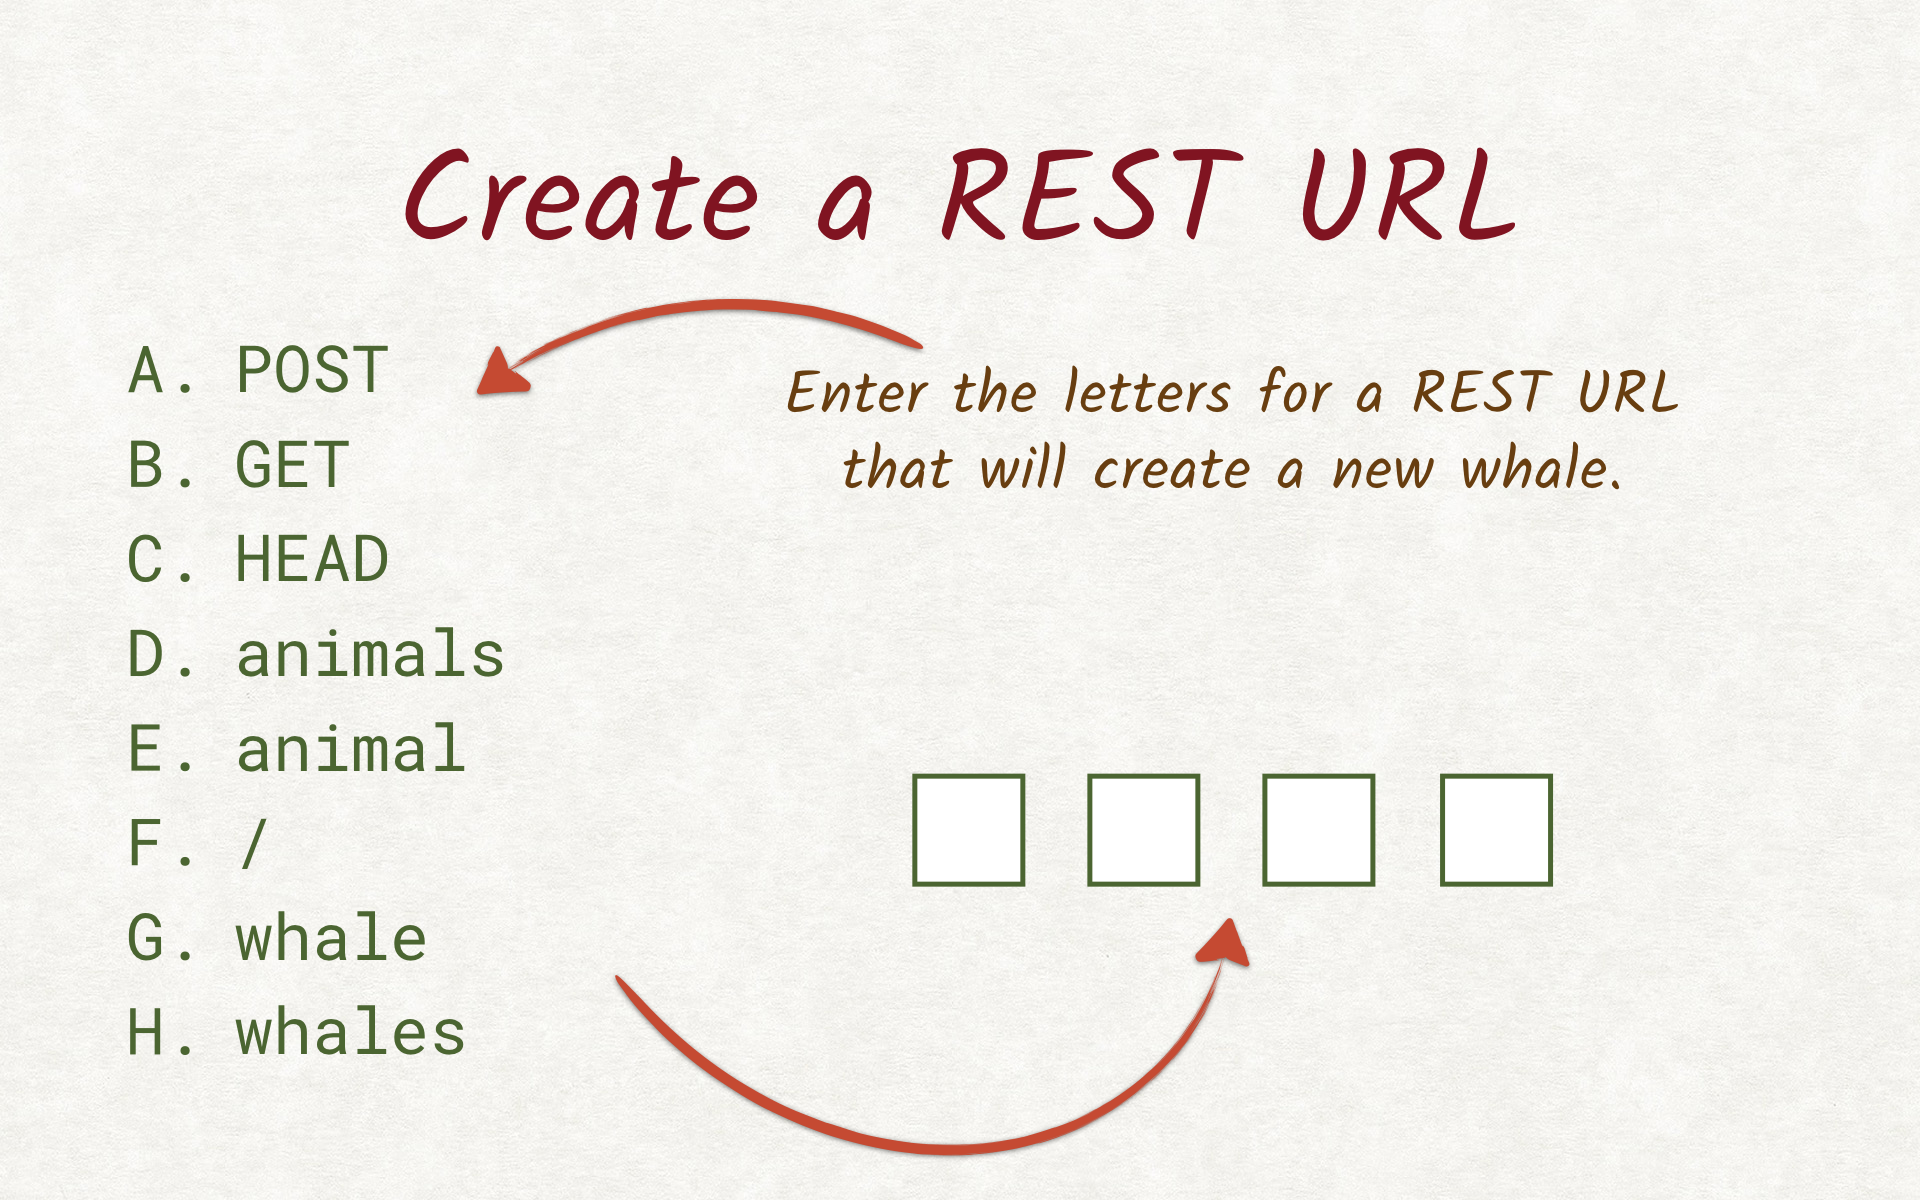 Create a REST URL
A. POST
B. GET
C. HEAD
D. animals
E. animal
F. /
G. whale
H. whales
Enter the letters for a REST URL
that will create a new whale.